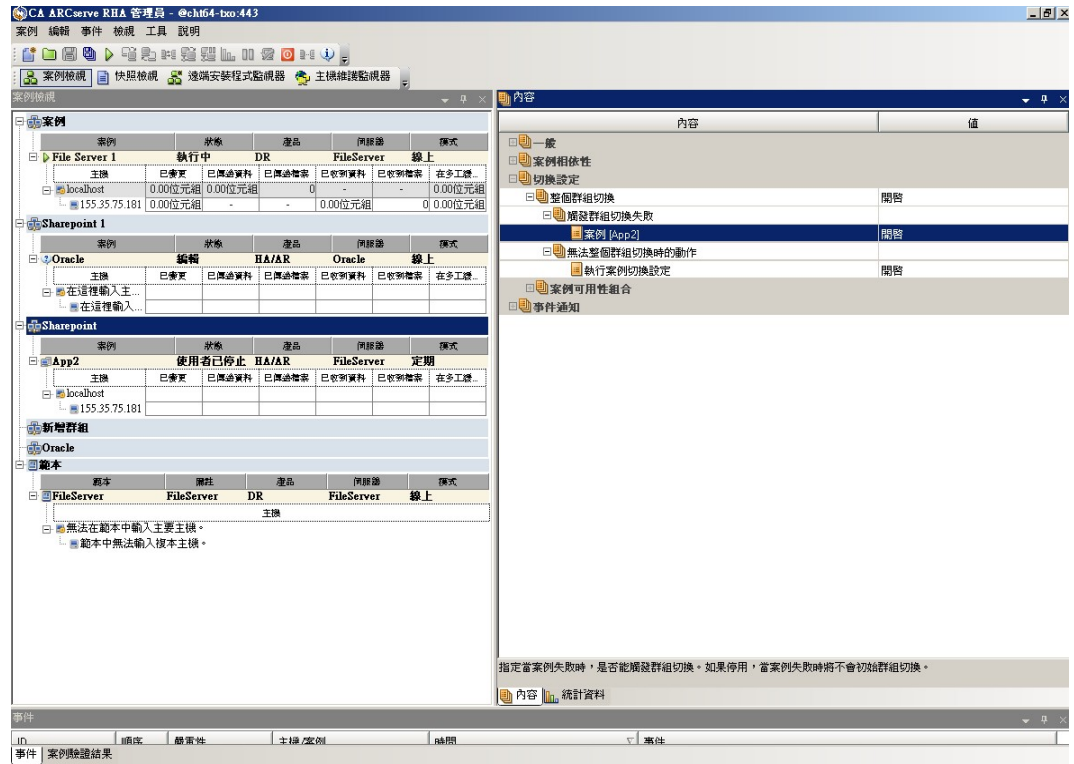 CA ARCserve RHA 管理員 - @cht64-txo:443
案例 編輯 事件 檢視 工具 說明
案例檢視 快照檢視 遠端安裝程式監視器 主機維護監視器
案例檢視
案例
案例 狀態 產品 伺服器 模式
File Server 1 執行中 DR FileServer 線上
主機 已變更 已傳送資料 已傳送檔案 已收到資料 已收到檔案 在多工緩...
localhost 0.00位元組 0.00位元組 0 - - 0.00位元組
155.35.75.181 0.00位元組 - - 0.00位元組 0 0.00位元組
Sharepoint 1
案例 狀態 產品 伺服器 模式
Oracle 編輯 HA/AR Oracle 線上
主機 已變更 已傳送資料 已傳送檔案 已收到資料 已收到檔案 在多工緩...
在這裡輸入主...
在這裡輸入...
Sharepoint
案例 狀態 產品 伺服器 模式
App2 使用者已停止 HA/AR FileServer 定期
主機 已變更 已傳送資料 已傳送檔案 已收到資料 已收到檔案 在多工緩...
localhost
155.35.75.181
新增群組
Oracle
範本
範本 備註 產品 伺服器 模式
FileServer FileServer DR FileServer 線上
主機
無法在範本中輸入主要主機。
範本中無法輸入複本主機。
內容
內容 值
一般
案例相依性
切換設定
整個群組切換 開啟
觸發群組切換失敗
案例 [App2] 開啟
無法整個群組切換時的動作
執行案例切換設定 開啟
案例可用性組合
事件通知
指定當案例失敗時，是否能觸發群組切換。如果停用，當案例失敗時將不會初始群組切換。
內容 統計資料
事件
ID 順序 嚴重性 主機/案例 時間 事件
事件 案例驗證結果